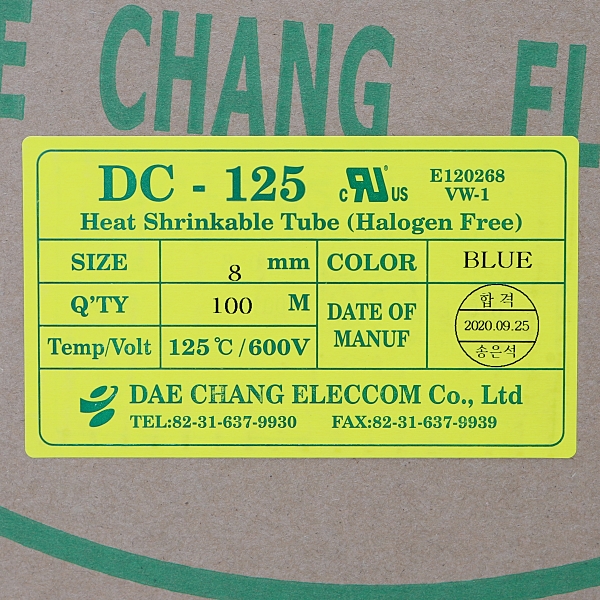 E CHANG EL
DC - 125 c RU US E120268
VW-1
Heat Shrinkable Tube (Halogen Free)
SIZE 8 mm COLOR BLUE
Q'TY 100 M DATE OF MANUF 합격
2020.09.25
송은석
Temp/Volt 125℃/600V
DAE CHANG ELECCOM Co., Ltd
TEL:82-31-637-9930 FAX:82-31-637-9939